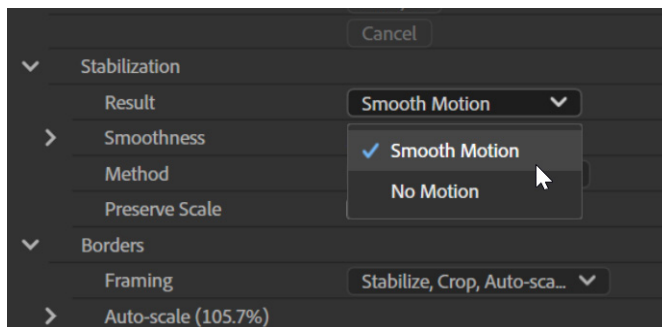 Cancel
Stabilization
Result Smooth Motion
Smoothness
Smooth Motion
Method
No Motion
Preserve Scale
Borders
Framing Stabilize, Crop, Auto-sca...
Auto-scale (105.7%)